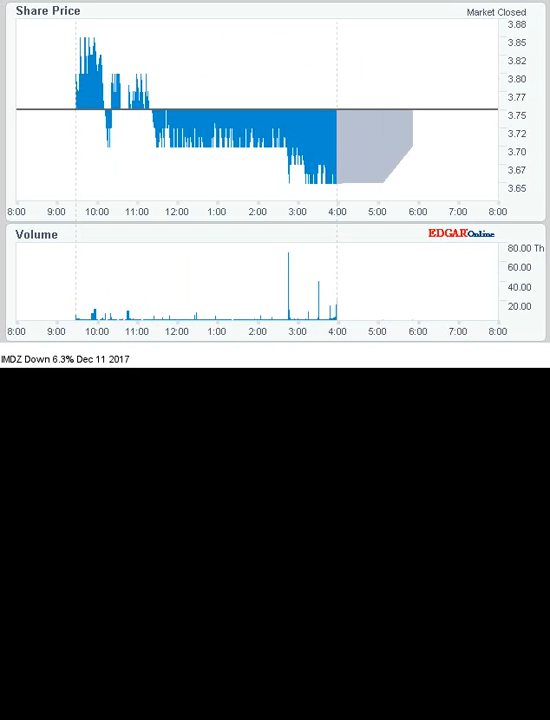 Share Price
Market Closed
3.88
3.85
3.82
3.80
3.77
3.75
3.72
3.70
3.67
3.65
8:00 9:00 10:00 11:00 12:00 1:00 2:00 3:00 4:00 5:00 6:00 7:00 8:00
Volume
EDGAR Online
80.00 Th
60.00
40.00
20.00
8:00 9:00 10:00 11:00 12:00 1:00 2:00 3:00 4:00 5:00 6:00 7:00 8:00
IMDZ Down 6.3% Dec 11 2017